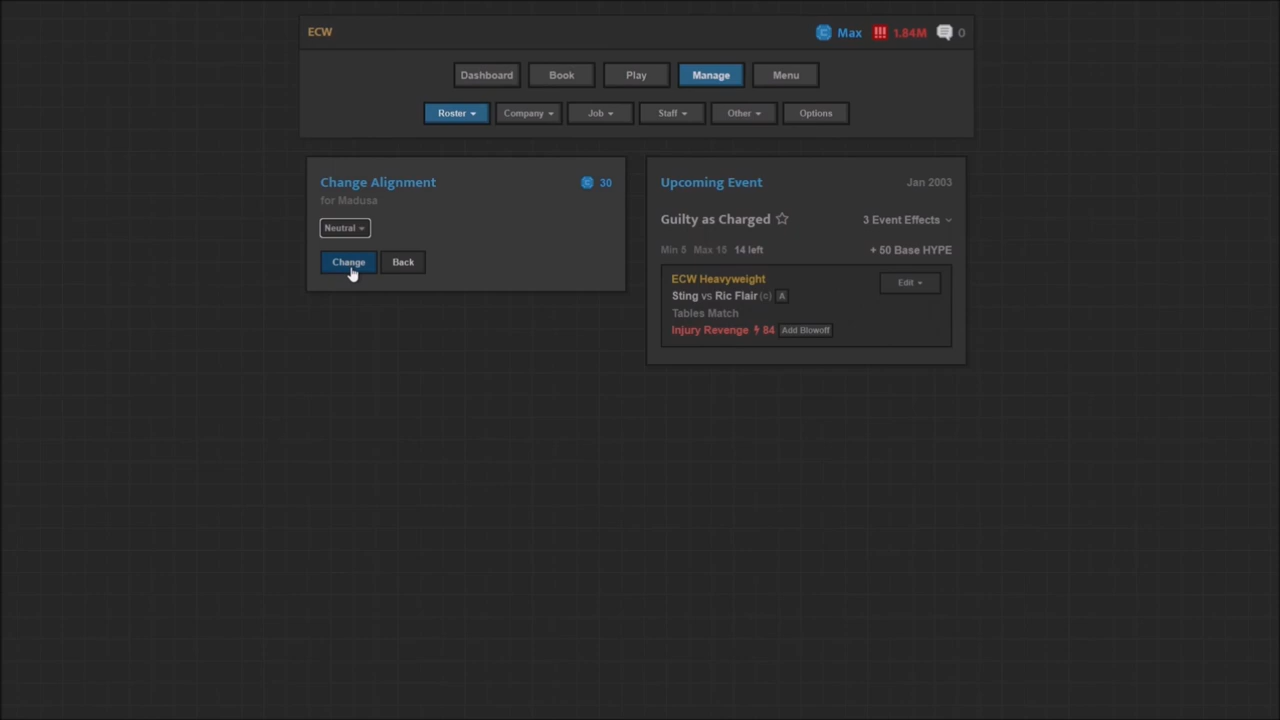 ECW
Max 1.84M 0
Dashboard Book Play Manage Menu
Roster Company Job Staff Other Options
Change Alignment 30
for Madusa
Neutral
Change Back
Upcoming Event Jan 2003
Guilty as Charged 3 Event Effects
Min 5 Max 15 14 left + 50 Base HYPE
ECW Heavyweight Edit
Sting vs Ric Flair (c) A
Tables Match
Injury Revenge 84 Add Blowoff